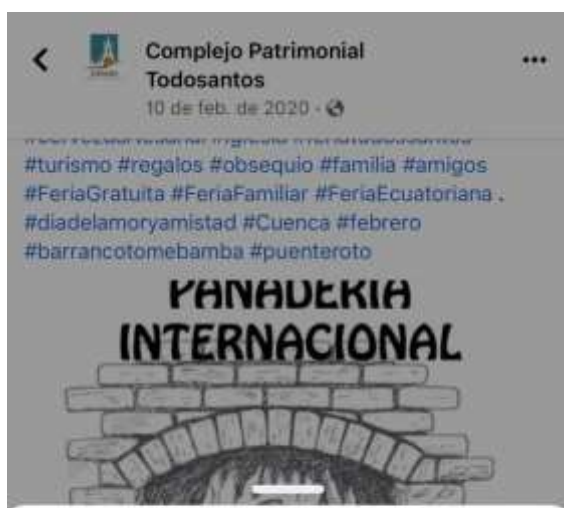 Complejo Patrimonial
Todosantos
10 de feb. de 2020 ·
#turismo #regalos #obsequio #familia #amigos
#FeriaGratuita #FeriaFamiliar #FeriaEcuatoriana .
#diadelamoryamistad #Cuenca #febrero
#barrancotomebamba #puenteroto
PANADERIA
INTERNACIONAL